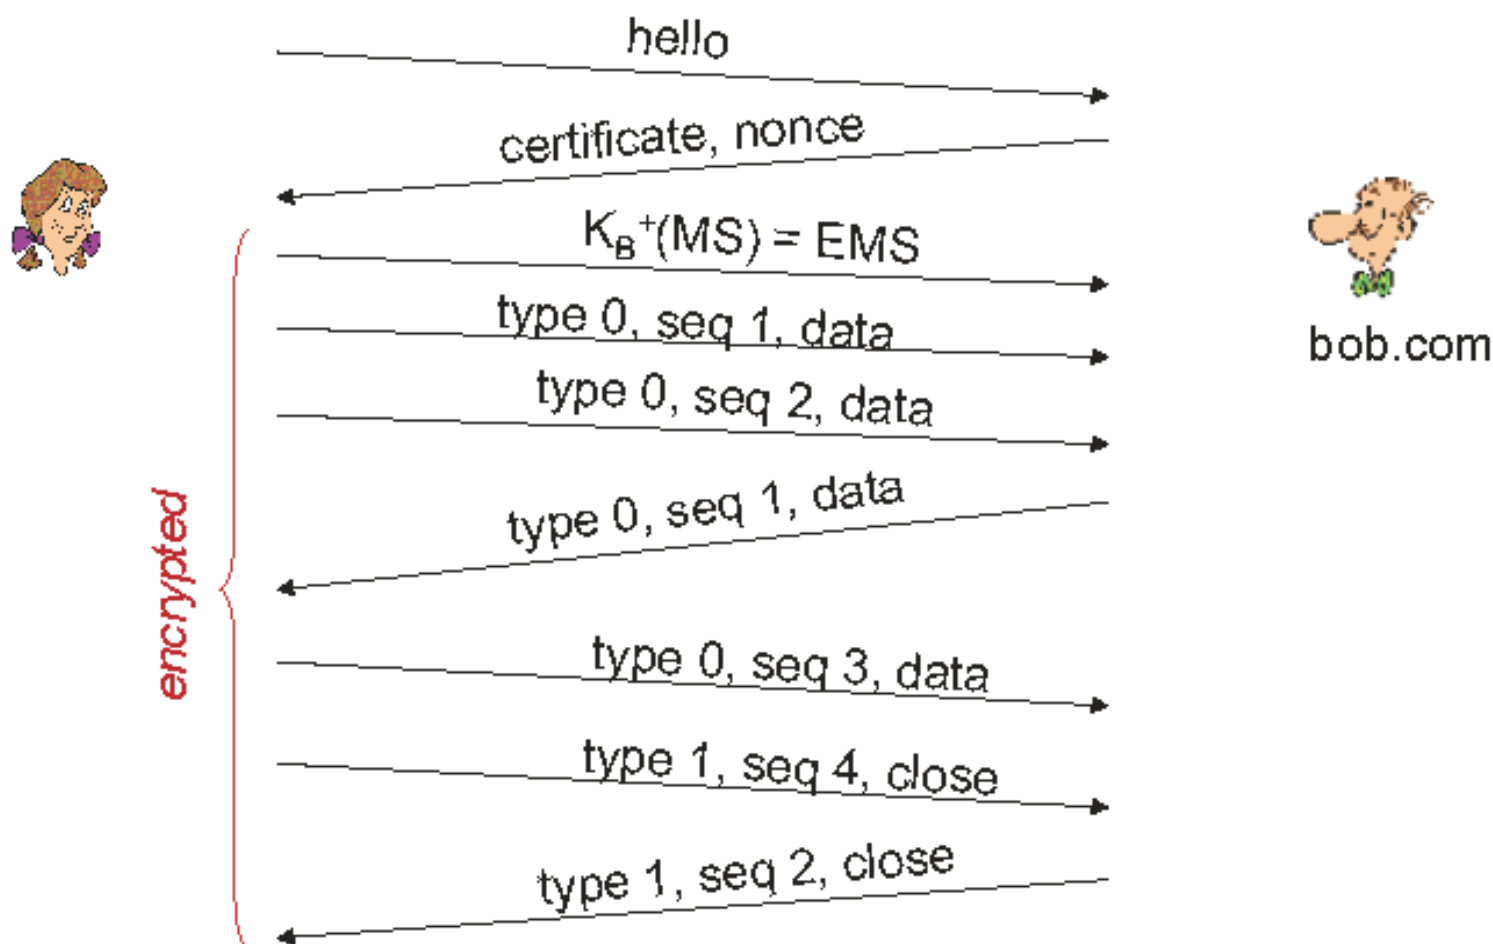 hello
certificate, nonce
K_B⁺(MS) = EMS
type 0, seq 1, data
bob.com
type 0, seq 2, data
type 0, seq 1, data
encrypted
type 0, seq 3, data
type 1, seq 4, close
type 1, seq 2, close